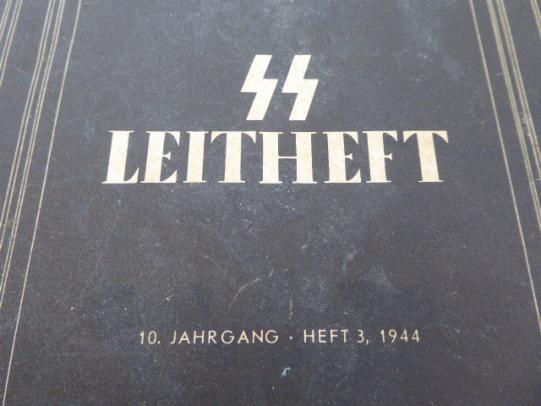 SS
LEITHEFT
10. JAHRGANG · HEFT 3, 1944